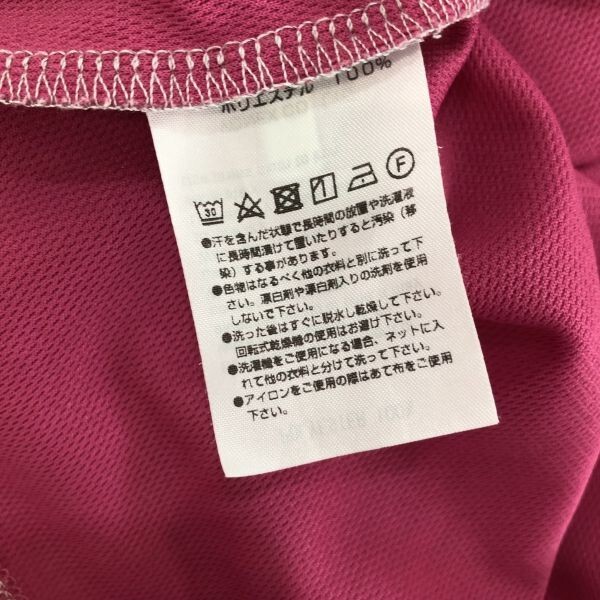 ポリエステル 100%
30
F
●汗を含んだ状態で長時間の放置や洗濯液
に長時間漬けて置いたりすると汚染(移
染)する事があります。
●色物はなるべく他の衣料と別に洗って下
さい。漂白剤や漂白剤入りの洗剤を使用
しないで下さい。
●洗った後はすぐに脱水し乾燥して下さい。
回転式乾燥機の使用はお避け下さい。
●洗濯機をご使用になる場合、ネットに入
れて他の衣料と分けて洗って下さい。
●アイロンをご使用の際はあて布をご使用
下さい。